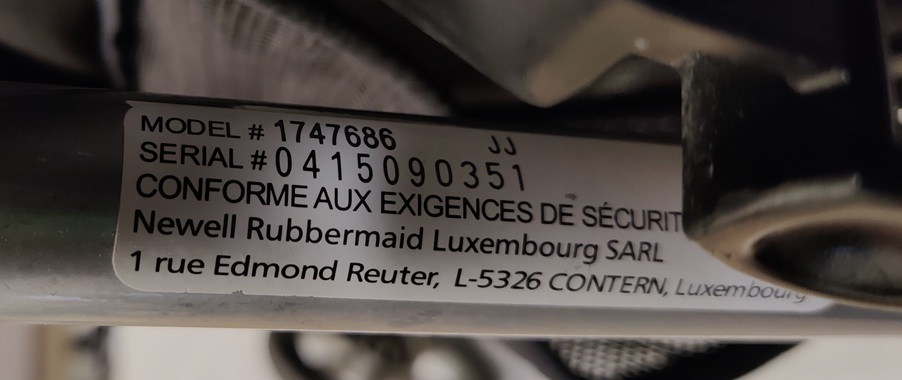 MODEL # 1747686 JJ
SERIAL # 0415090351
CONFORME AUX EXIGENCES DE SÉCURIT
Newell Rubbermaid Luxembourg SARL
1 rue Edmond Reuter, L-5326 CONTERN, Luxembourg